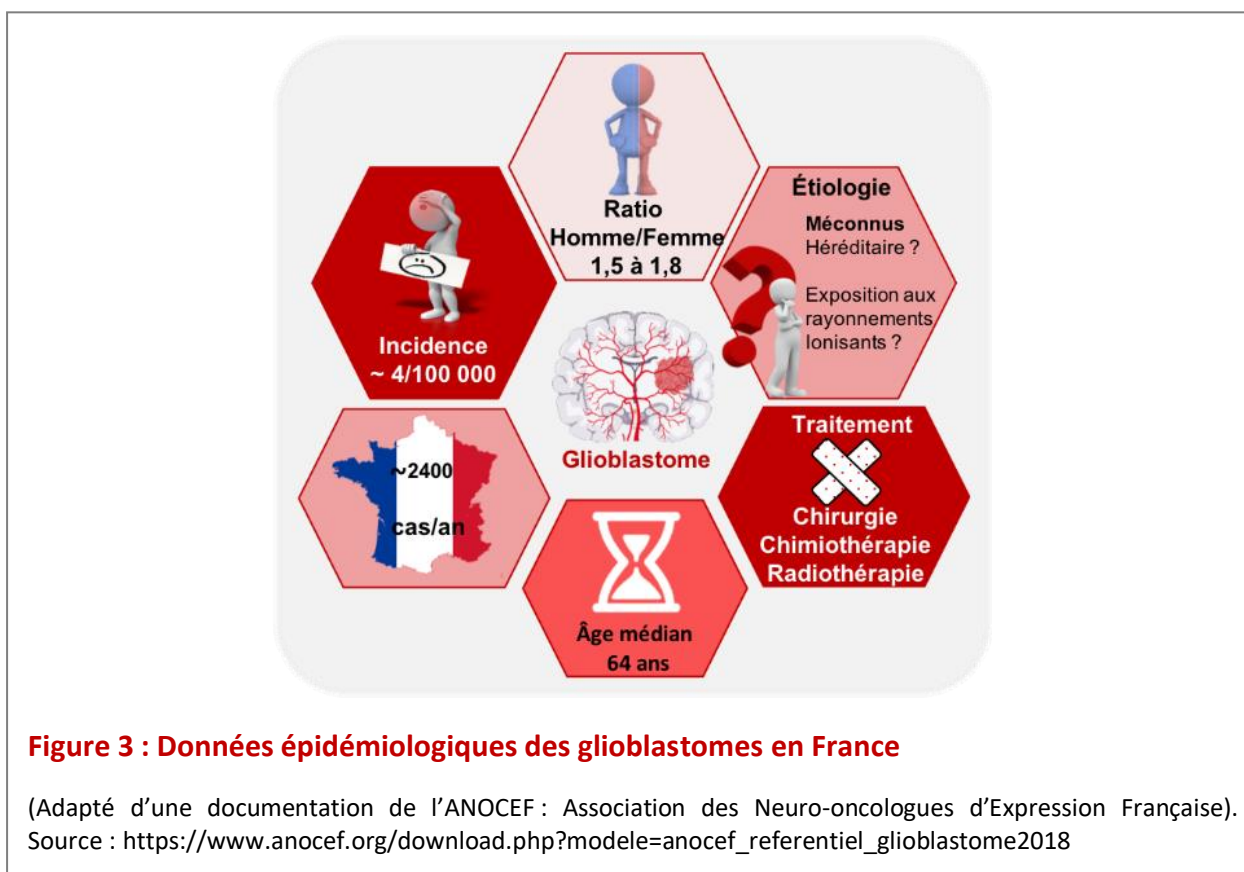 Ratio
Homme/Femme
1,5 à 1,8
Étiologie
Méconnus
Héréditaire ?
Exposition aux
rayonnements
Ionisants ?
Incidence
~ 4/100 000
Glioblastome
~2400
cas/an
Traitement
Chirurgie
Chimiothérapie
Radiothérapie
Âge médian
64 ans
Figure 3 : Données épidémiologiques des glioblastomes en France
(Adapté d’une documentation de l’ANOCEF : Association des Neuro-oncologues d’Expression Française).
Source : https://www.anocef.org/download.php?modele=anocef_referentiel_glioblastome2018